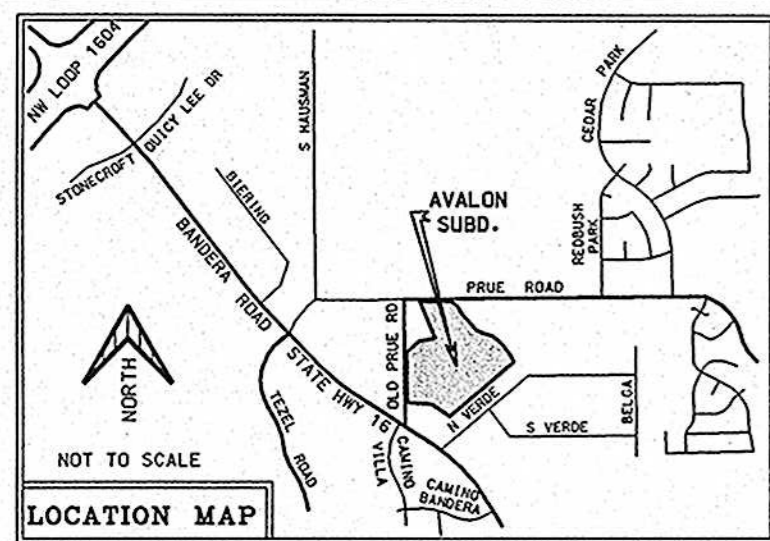 NW LOOP 1604
STONECROFT
QUICY LEE DR
BIERING
S HAUSMAN
CEDAR PARK
BANDERA ROAD
AVALON
SUBD.
REDBUSH
PARK
PRUE ROAD
OLD PRUE RD
STATE HWY 16
NORTH
TEZEL ROAD
N VERDE
S VERDE
BELGA
CAMINO
VILLA
CAMINO
BANDERA
NOT TO SCALE
LOCATION MAP